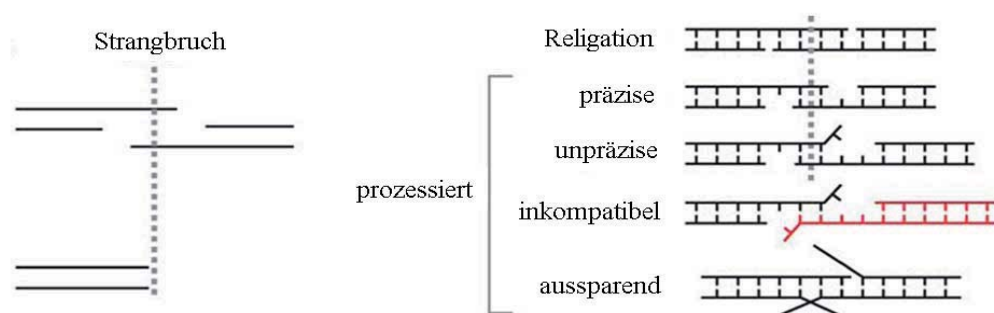 Strangbruch
Religation
präzise
unpräzise
prozessiert
inkompatibel
aussparend